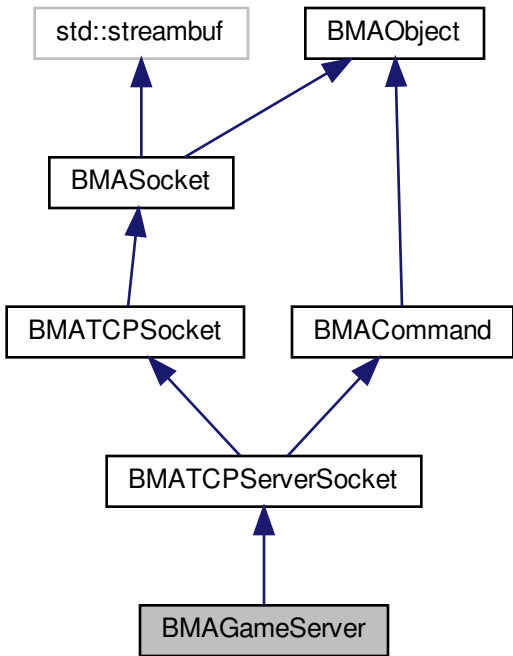 std::streambuf
BMAObject
BMASocket
BMATCPSocket
BMACommand
BMATCPServerSocket
BMAGameServer